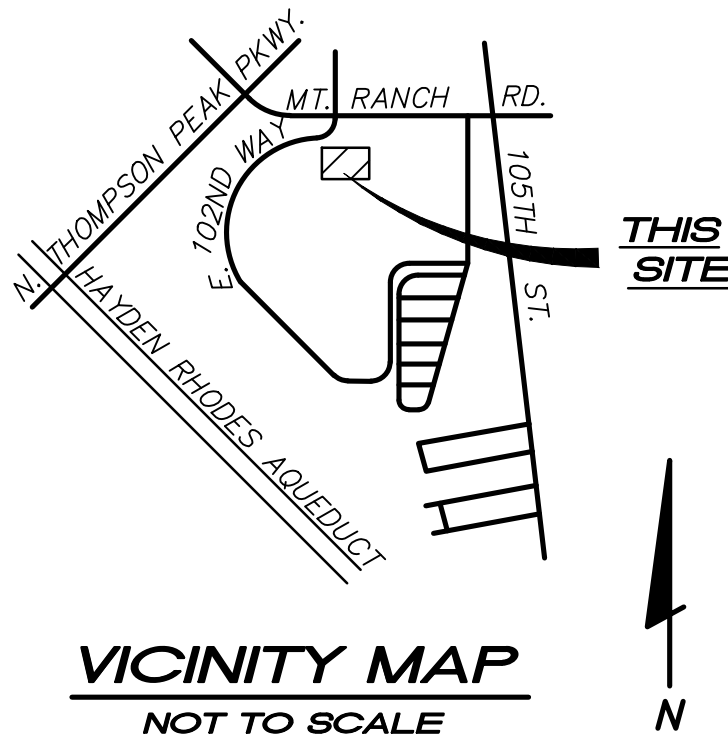 N. THOMPSON PEAK PKWY.
MT. RANCH RD.
E. 102ND WAY
105TH ST.
THIS
SITE
HAYDEN RHODES AQUEDUCT
VICINITY MAP
NOT TO SCALE
N